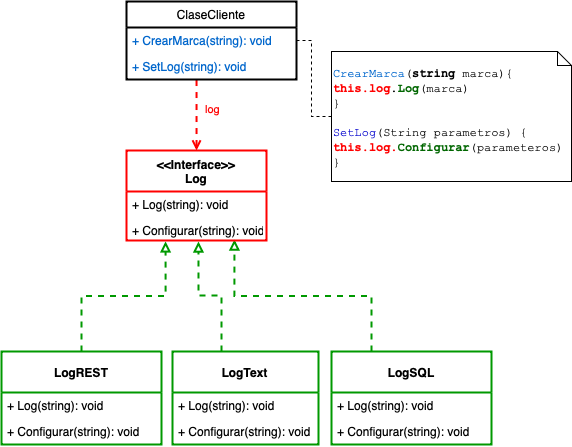 ClaseCliente
+ CrearMarca(string): void
+ SetLog(string): void
CrearMarca(string marca){
this.log.Log(marca)
}
SetLog(String parametros) {
this.log.Configurar(parameteros)
}
log
<<Interface>>
Log
+ Log(string): void
+ Configurar(string): void
LogREST
+ Log(string): void
+ Configurar(string): void
LogText
+ Log(string): void
+ Configurar(string): void
LogSQL
+ Log(string): void
+ Configurar(string): void